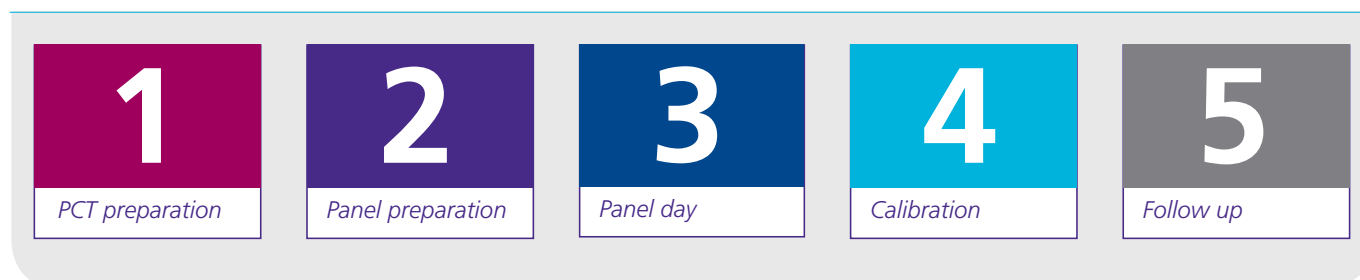 1
PCT preparation
2
Panel preparation
3
Panel day
4
Calibration
5
Follow up